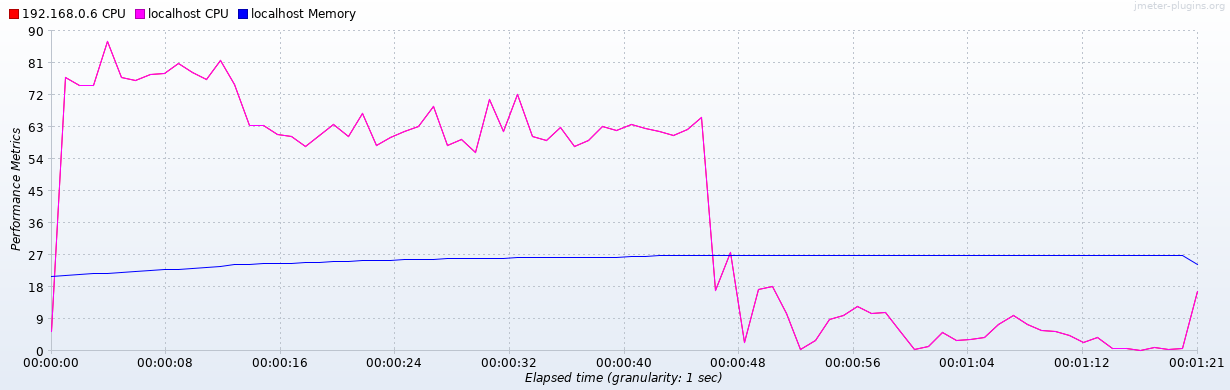 jmeter-plugins.org
192.168.0.6 CPU localhost CPU localhost Memory
90
81
72
63
54
45
36
27
18
9
0
Performance Metrics
00:00:00 00:00:08 00:00:16 00:00:24 00:00:32 00:00:40 00:00:48 00:00:56 00:01:04 00:01:12 00:01:21
Elapsed time (granularity: 1 sec)